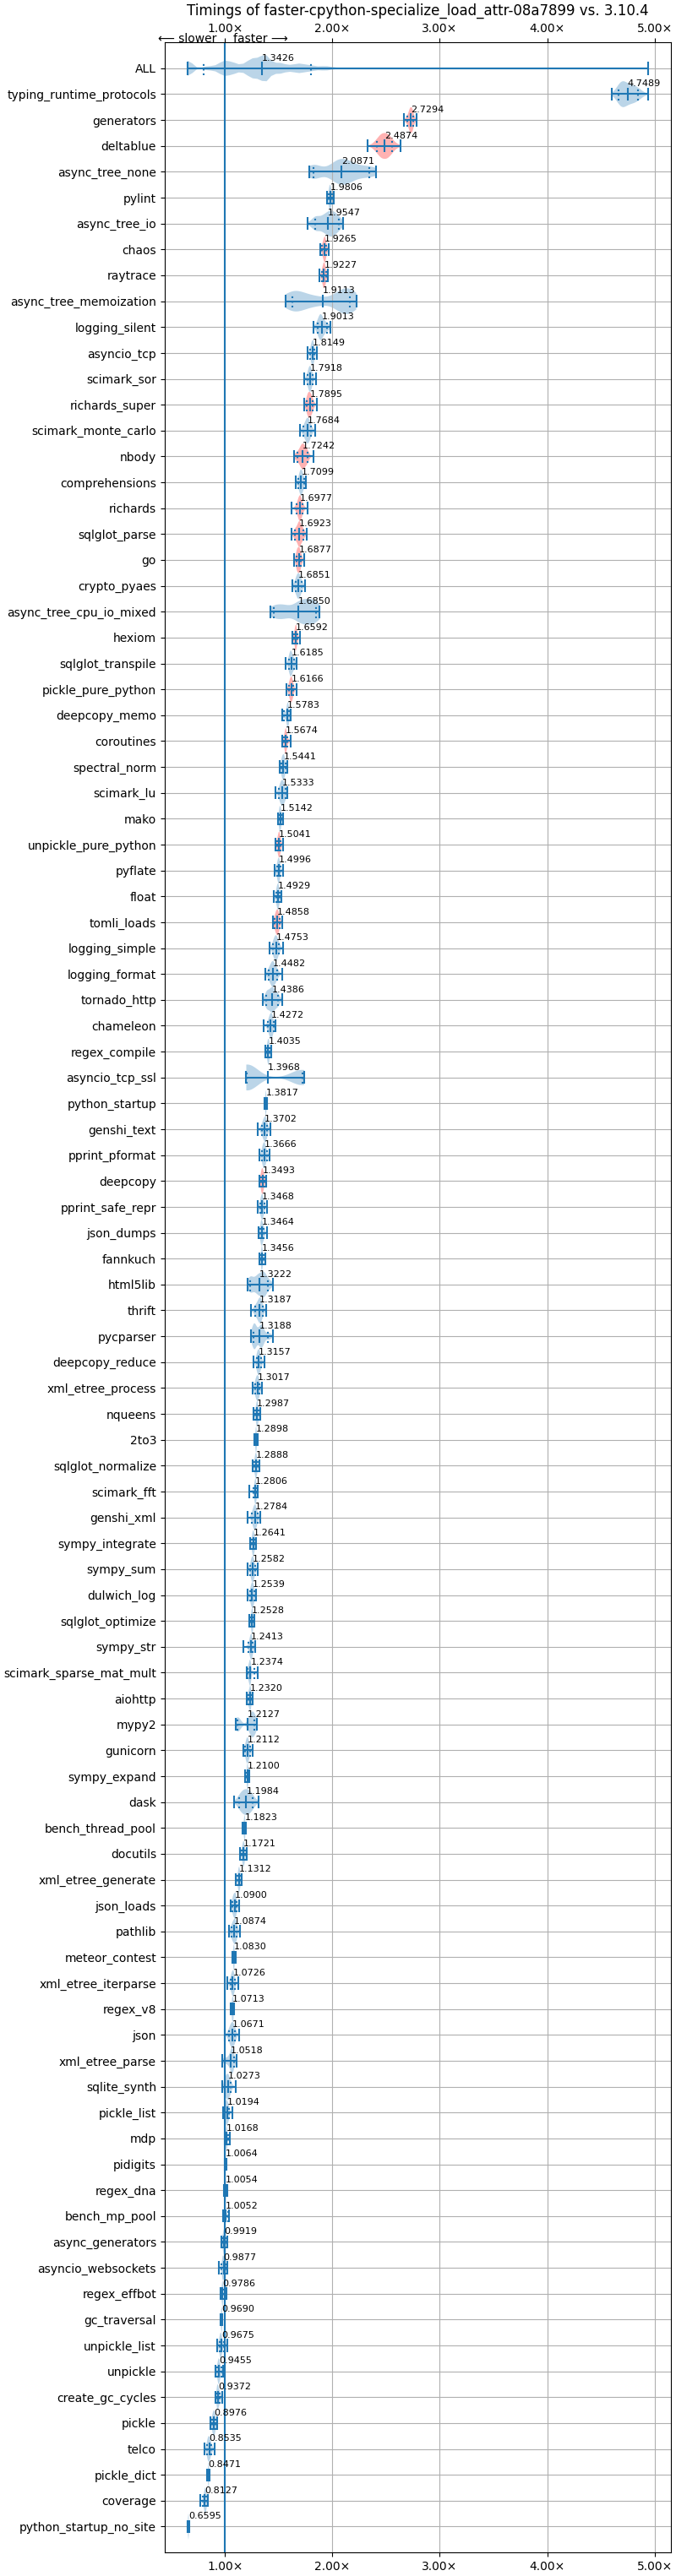 Timings of faster-cpython-specialize_load_attr-08a7899 vs. 3.10.4
1.00× 2.00× 3.00× 4.00× 5.00×
⟵ slower faster ⟶
ALL 1.3426
typing_runtime_protocols 4.7489
generators 2.7294
deltablue 2.4874
async_tree_none 2.0871
pylint 1.9806
async_tree_io 1.9547
chaos 1.9265
raytrace 1.9227
async_tree_memoization 1.9113
logging_silent 1.9013
asyncio_tcp 1.8149
scimark_sor 1.7918
richards_super 1.7895
scimark_monte_carlo 1.7684
nbody 1.7242
comprehensions 1.7099
richards 1.6977
sqlglot_parse 1.6923
go 1.6877
crypto_pyaes 1.6851
async_tree_cpu_io_mixed 1.6850
hexiom 1.6592
sqlglot_transpile 1.6185
pickle_pure_python 1.6166
deepcopy_memo 1.5783
coroutines 1.5674
spectral_norm 1.5441
scimark_lu 1.5333
mako 1.5142
unpickle_pure_python 1.5041
pyflate 1.4996
float 1.4929
tomli_loads 1.4858
logging_simple 1.4753
logging_format 1.4482
tornado_http 1.4386
chameleon 1.4272
regex_compile 1.4035
asyncio_tcp_ssl 1.3968
python_startup 1.3817
genshi_text 1.3702
pprint_pformat 1.3666
deepcopy 1.3493
pprint_safe_repr 1.3468
json_dumps 1.3464
fannkuch 1.3456
html5lib 1.3222
thrift 1.3187
pycparser 1.3188
deepcopy_reduce 1.3157
xml_etree_process 1.3017
nqueens 1.2987
2to3 1.2898
sqlglot_normalize 1.2888
scimark_fft 1.2806
genshi_xml 1.2784
sympy_integrate 1.2641
sympy_sum 1.2582
dulwich_log 1.2539
sqlglot_optimize 1.2528
sympy_str 1.2413
scimark_sparse_mat_mult 1.2374
aiohttp 1.2320
mypy2 1.2127
gunicorn 1.2112
sympy_expand 1.2100
dask 1.1984
bench_thread_pool 1.1823
docutils 1.1721
xml_etree_generate 1.1312
json_loads 1.0900
pathlib 1.0874
meteor_contest 1.0830
xml_etree_iterparse 1.0726
regex_v8 1.0713
json 1.0671
xml_etree_parse 1.0518
sqlite_synth 1.0273
pickle_list 1.0194
mdp 1.0168
pidigits 1.0064
regex_dna 1.0054
bench_mp_pool 1.0052
async_generators 0.9919
asyncio_websockets 0.9877
regex_effbot 0.9786
gc_traversal 0.9690
unpickle_list 0.9675
unpickle 0.9455
create_gc_cycles 0.9372
pickle 0.8976
telco 0.8535
pickle_dict 0.8471
coverage 0.8127
python_startup_no_site 0.6595
1.00× 2.00× 3.00× 4.00× 5.00×